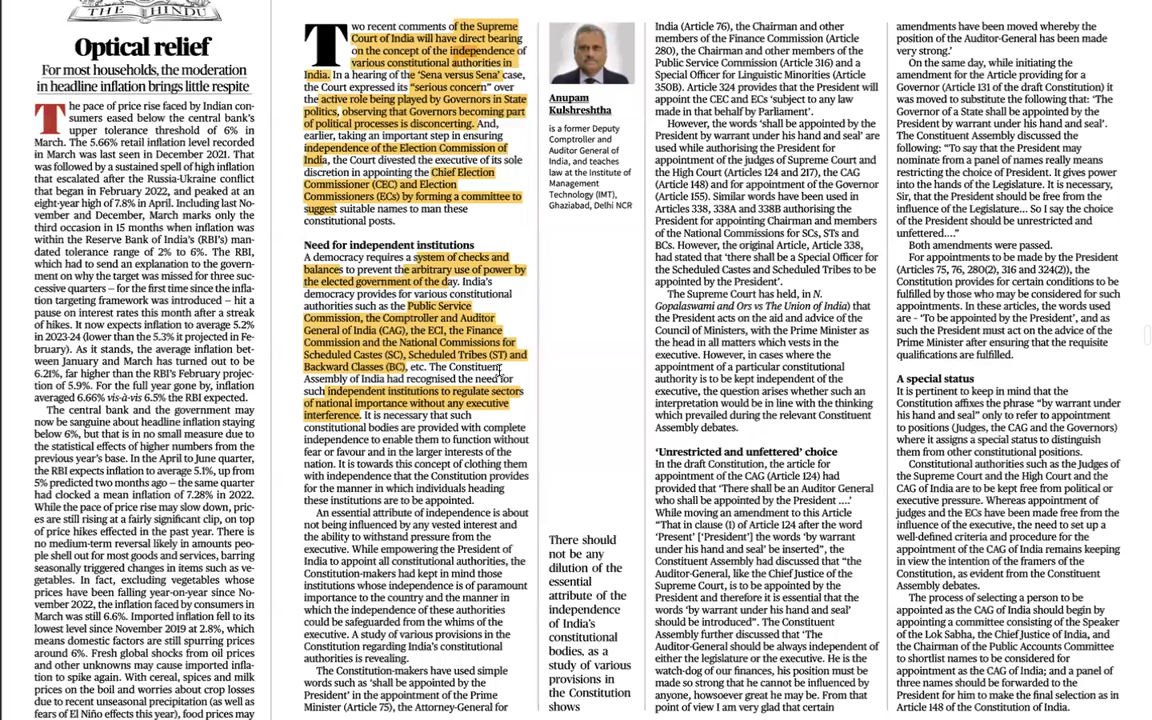 THE HINDU
Optical relief
For most households, the moderation
in headline inflation brings little respite
The pace of price rise faced by Indian con-
sumers eased below the central bank's
upper tolerance threshold of 6% in
March. The 5.66% retail inflation level recorded
in March was last seen in December 2021. That
was followed by a sustained spell of high inflation
that escalated after the Russia-Ukraine conflict
that began in February 2022, and peaked at an
eight-year high of 7.8% in April. Including last No-
vember and December, March marks only the
third occasion in 15 months when inflation was
within the Reserve Bank of India's (RBI's) man-
dated tolerance range of 2% to 6%. The RBI,
which had to send an explanation to the govern-
ment on why the target was missed for three suc-
cessive quarters — for the first time since the infla-
tion targeting framework was introduced — hit a
pause on interest rates this month after a streak
of hikes. It now expects inflation to average 5.2%
in 2023-24 (lower than the 5.3% it projected in Fe-
bruary). As it stands, the average inflation bet-
ween January and March has turned out to be
6.21%, far higher than the RBI's February projec-
tion of 5.9%. For the full year gone by, inflation
averaged 6.66% vis-à-vis 6.5% the RBI expected.
The central bank and the government may
now be sanguine about headline inflation staying
below 6%, but that is in no small measure due to
the statistical effects of higher numbers from the
previous year's base. In the April to June quarter,
the RBI expects inflation to average 5.1%, up from
5% predicted two months ago — the same quarter
had clocked a mean inflation of 7.28% in 2022.
While the pace of price rise may slow down, pric-
es are still rising at a fairly significant clip, on top
of price hikes effected in the past year. There is
no medium-term reversal likely in amounts peo-
ple shell out for most goods and services, barring
seasonally triggered changes in items such as ve-
getables. In fact, excluding vegetables whose
prices have been falling year-on-year since No-
vember 2022, the inflation faced by consumers in
March was still 6.6%. Imported inflation fell to its
lowest level since November 2019 at 2.8%, which
means domestic factors are still spurring prices
around 6%. Fresh global shocks from oil prices
and other unknowns may cause imported infla-
tion to spike again. With cereal, spices and milk
prices on the boil and worries about crop losses
due to recent unseasonal precipitation (as well as
fears of El Niño effects this year), food prices may
Two recent comments of the Supreme
Court of India will have direct bearing
on the concept of the independence of
various constitutional authorities in
India. In a hearing of the 'Sena versus Sena' case,
the Court expressed its "serious concern" over
the active role being played by Governors in State
politics, observing that Governors becoming part
of political processes is disconcerting. And,
earlier, taking an important step in ensuring
independence of the Election Commission of
India, the Court divested the executive of its sole
discretion in appointing the Chief Election
Commissioner (CEC) and Election
Commissioners (ECs) by forming a committee to
suggest suitable names to man these
constitutional posts.
Need for independent institutions
A democracy requires a system of checks and
balances to prevent the arbitrary use of power by
the elected government of the day. India's
democracy provides for various constitutional
authorities such as the Public Service
Commission, the Comptroller and Auditor
General of India (CAG), the ECI, the Finance
Commission and the National Commissions for
Scheduled Castes (SC), Scheduled Tribes (ST) and
Backward Classes (BC), etc. The Constituent
Assembly of India had recognised the need for
such independent institutions to regulate sectors
of national importance without any executive
interference. It is necessary that such
constitutional bodies are provided with complete
independence to enable them to function without
fear or favour and in the larger interests of the
nation. It is towards this concept of clothing them
with independence that the Constitution provides
for the manner in which individuals heading
these institutions are to be appointed.
An essential attribute of independence is about
not being influenced by any vested interest and
the ability to withstand pressure from the
executive. While empowering the President of
India to appoint all constitutional authorities, the
Constitution-makers had kept in mind those
institutions whose independence is of paramount
importance to the country and the manner in
which the independence of these authorities
could be safeguarded from the whims of the
executive. A study of various provisions in the
Constitution regarding India's constitutional
authorities is revealing.
The Constitution-makers have used simple
words such as 'shall be appointed by the
President' in the appointment of the Prime
Minister (Article 75), the Attorney-General for
Anupam
Kulshreshtha
is a former Deputy
Comptroller and
Auditor General of
India, and teaches
law at the Institute of
Management
Technology (IMT),
Ghaziabad, Delhi NCR
There should
not be any
dilution of the
essential
attribute of the
independence
of India's
constitutional
bodies, as a
study of various
provisions in
the Constitution
shows
India (Article 76), the Chairman and other
members of the Finance Commission (Article
280), the Chairman and other members of the
Public Service Commission (Article 316) and a
Special Officer for Linguistic Minorities (Article
350B). Article 324 provides that the President will
appoint the CEC and ECs 'subject to any law
made in that behalf by Parliament'.
However, the words 'shall be appointed by the
President by warrant under his hand and seal' are
used while authorising the President for
appointment of the judges of Supreme Court and
the High Court (Articles 124 and 217), the CAG
(Article 148) and for appointment of the Governor
(Article 155). Similar words have been used in
Articles 338, 338A and 338B authorising the
President for appointing Chairman and members
of the National Commissions for SCs, STs and
BCs. However, the original Article, Article 338,
had stated that 'there shall be a Special Officer for
the Scheduled Castes and Scheduled Tribes to be
appointed by the President'.
The Supreme Court has held, in N.
Gopalaswami and Ors vs The Union of India) that
the President acts on the aid and advice of the
Council of Ministers, with the Prime Minister as
the head in all matters which vests in the
executive. However, in cases where the
appointment of a particular constitutional
authority is to be kept independent of the
executive, the question arises whether such an
interpretation would be in line with the thinking
which prevailed during the relevant Constituent
Assembly debates.
'Unrestricted and unfettered' choice
In the draft Constitution, the article for
appointment of the CAG (Article 124) had
provided that 'There shall be an Auditor General
who shall be appointed by the President ....'
While moving an amendment to this Article
"That in clause (1) of Article 124 after the word
'Present' ['President'] the words 'by warrant
under his hand and seal' be inserted", the
Constituent Assembly had discussed that "the
Auditor-General, like the Chief Justice of the
Supreme Court, is to be appointed by the
President and therefore it is essential that the
words 'by warrant under his hand and seal'
should be introduced". The Constituent
Assembly further discussed that 'The
Auditor-General should be always independent of
either the legislature or the executive. He is the
watch-dog of our finances, his position must be
made so strong that he cannot be influenced by
anyone, howsoever great he may be. From that
point of view I am very glad that certain
amendments have been moved whereby the
position of the Auditor-General has been made
very strong.'
On the same day, while initiating the
amendment for the Article providing for a
Governor (Article 131 of the draft Constitution) it
was moved to substitute the following: 'The
Governor of a State shall be appointed by the
President by warrant under his hand and seal'.
The Constituent Assembly discussed the
following: "To say that the President may
nominate from a panel of names really means
restricting the choice of President. It gives power
into the hands of the Legislature. It is necessary,
Sir, that the President should be free from the
influence of the Legislature... So I say the choice
of the President should be unrestricted and
unfettered...."
Both amendments were passed.
For appointments to be made by the President
(Articles 75, 76, 280(2), 316 and 324(2)), the
Constitution provides for certain conditions to be
fulfilled by those who may be considered for such
appointment. In these articles, the words used
are – 'To be appointed by the President', and as
such the President must act on the advice of the
Prime Minister after ensuring that the requisite
qualifications are fulfilled.
A special status
It is pertinent to keep in mind that the
Constitution affixes the phrase "by warrant under
his hand and seal" only to refer to appointment
to positions (Judges, the CAG and the Governors)
where it assigns a special status to distinguish
them from other constitutional positions.
Constitutional authorities such as the Judges of
the Supreme Court and the High Court and the
CAG of India are to be kept free from political or
executive pressure. Whereas appointment of
judges and the ECs have been made free from the
influence of the executive, the need to set up a
well-defined criteria and procedure for the
appointment of the CAG of India remains keeping
in view the intention of the framers of the
Constitution, as evident from the Constituent
Assembly debates.
The process of selecting a person to be
appointed as the CAG of India should begin by
appointing a committee consisting of the Speaker
of the Lok Sabha, the Chief Justice of India, and
the Chairman of the Public Accounts Committee
to shortlist names to be considered for
appointment as the CAG of India; and a panel of
three names should be forwarded to the
President for him to make the final selection as in
Article 148 of the Constitution of India.